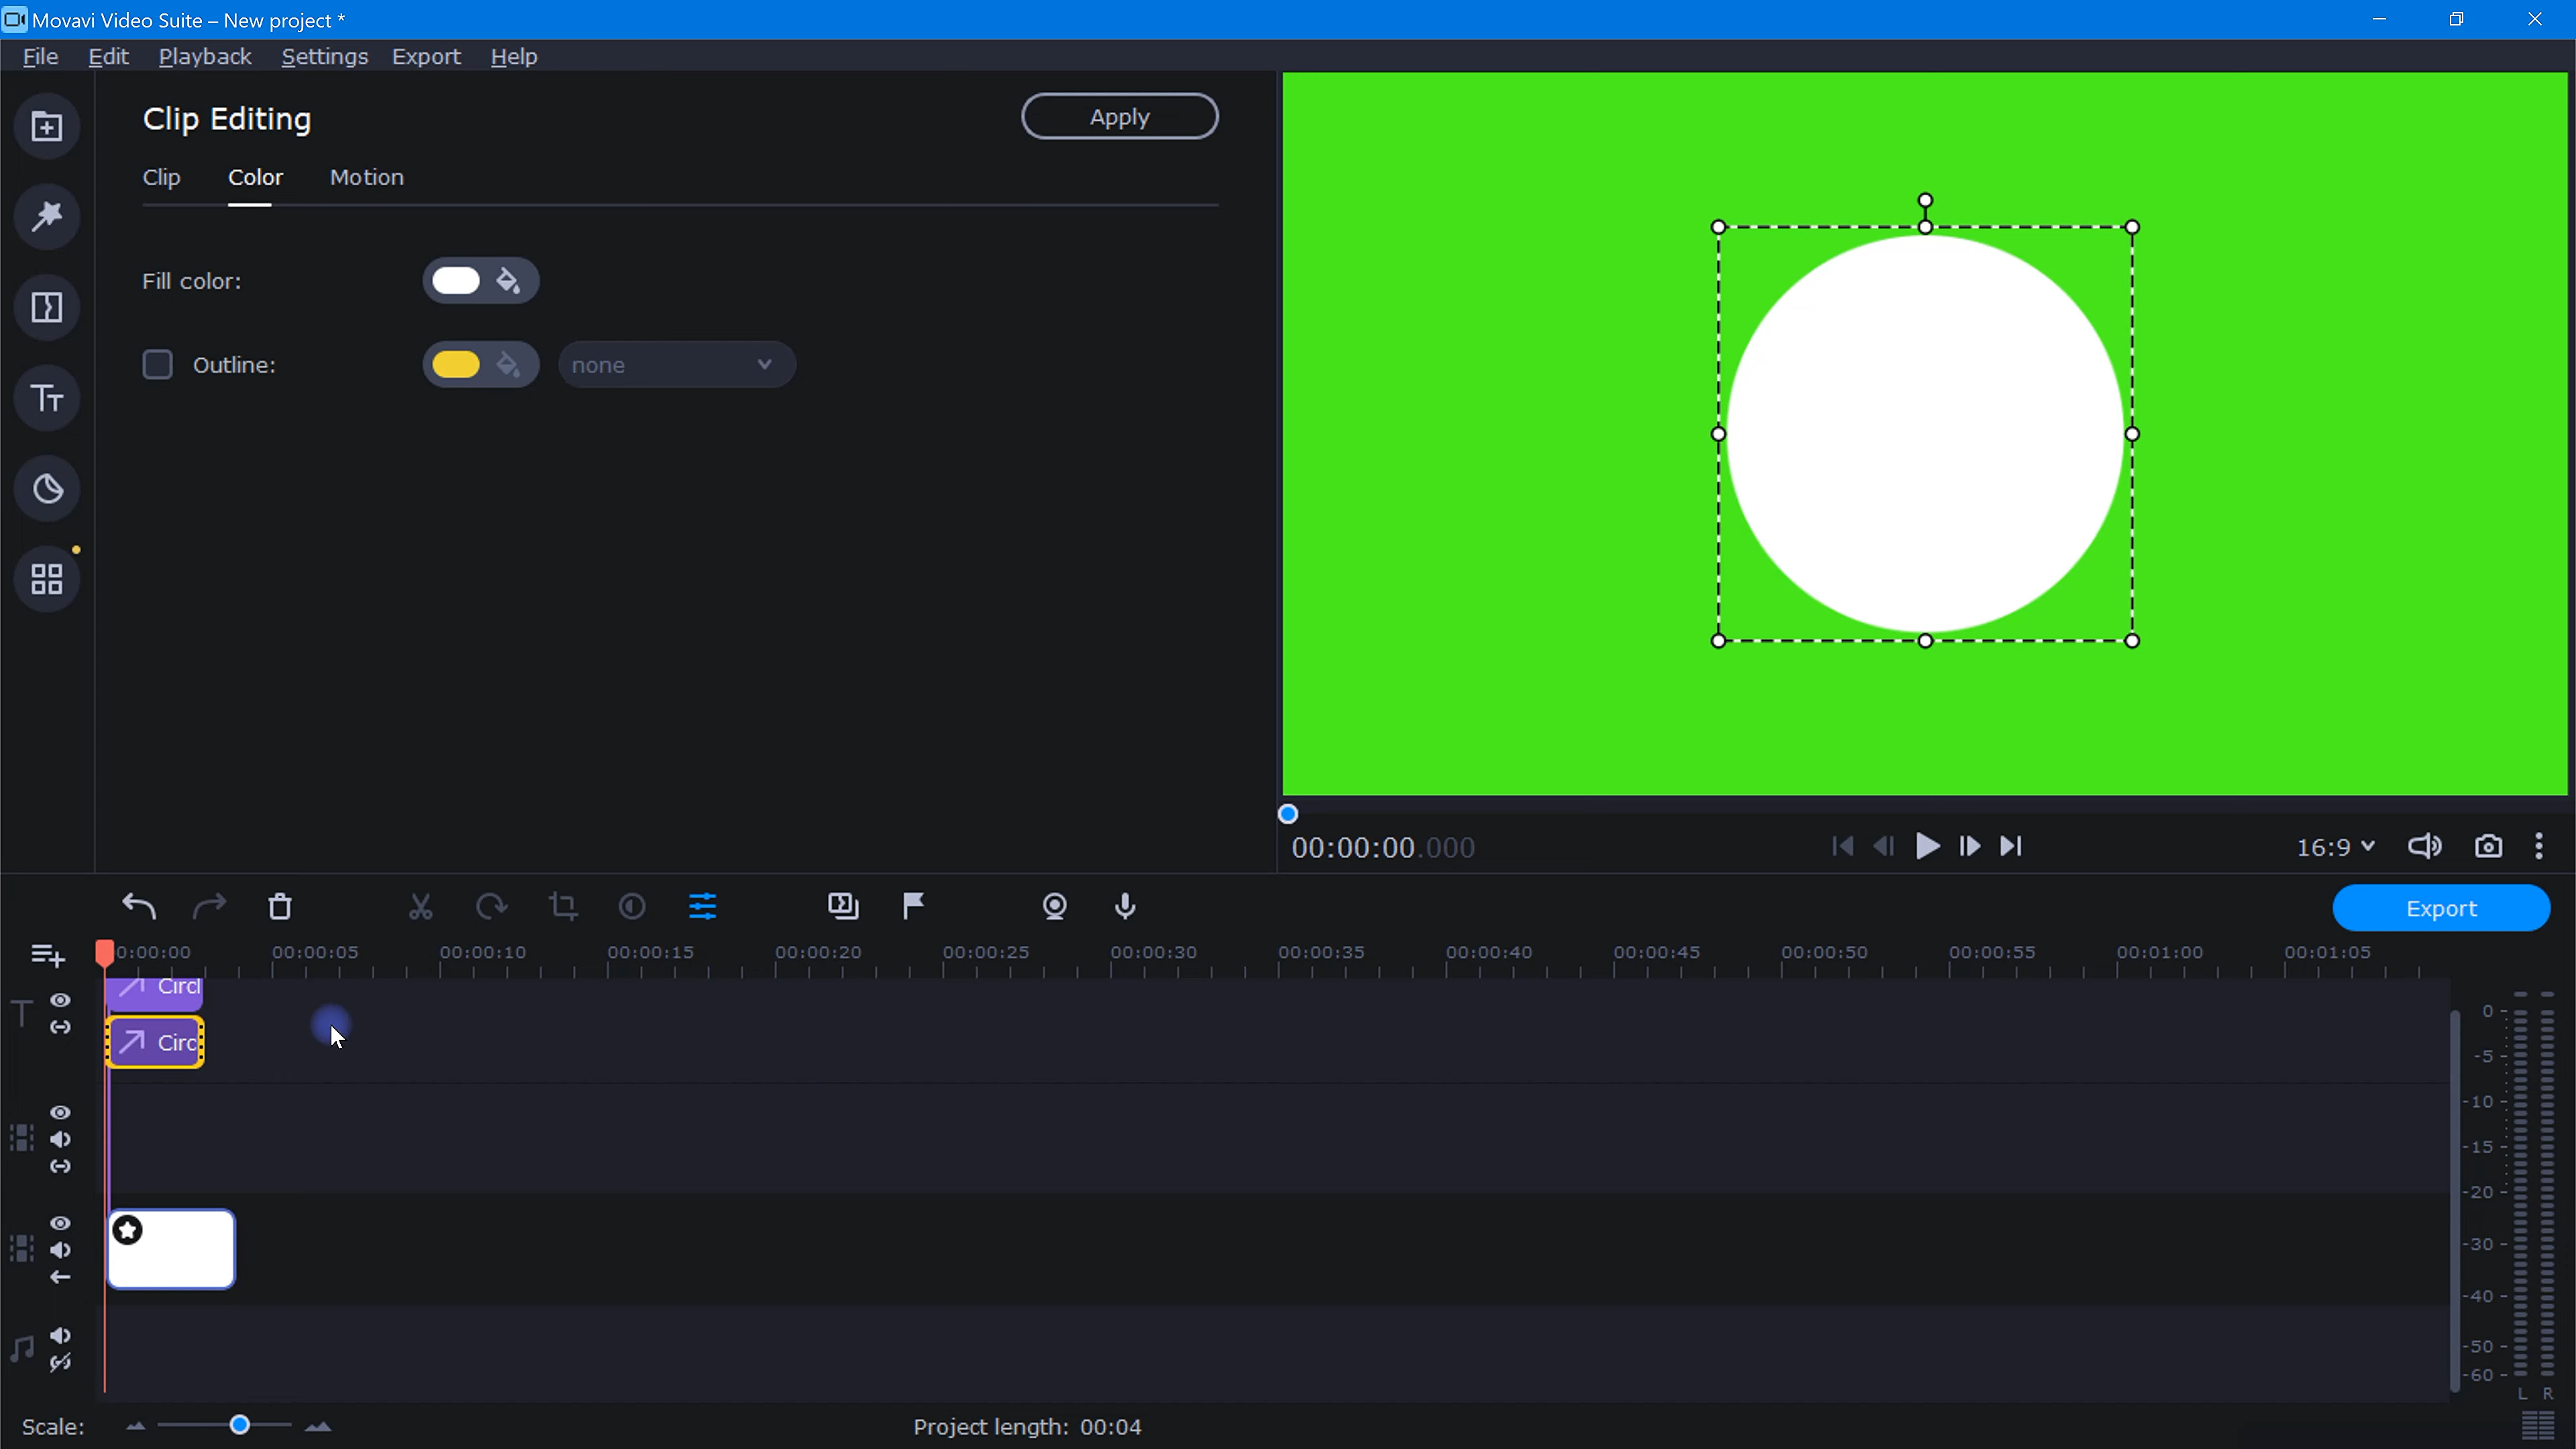 Movavi Video Suite – New project *
File Edit Playback Settings Export Help
Clip Editing
Apply
Clip Color Motion
Fill color:
Outline:
none
00:00:00.000
16:9
Export
0:00:00 00:00:05 00:00:10 00:00:15 00:00:20 00:00:25 00:00:30 00:00:35 00:00:40 00:00:45 00:00:50 00:00:55 00:01:00 00:01:05
Circl
Circ
0
-5
-10
-15
-20
-30
-40
-50
-60
L R
Scale:
Project length: 00:04